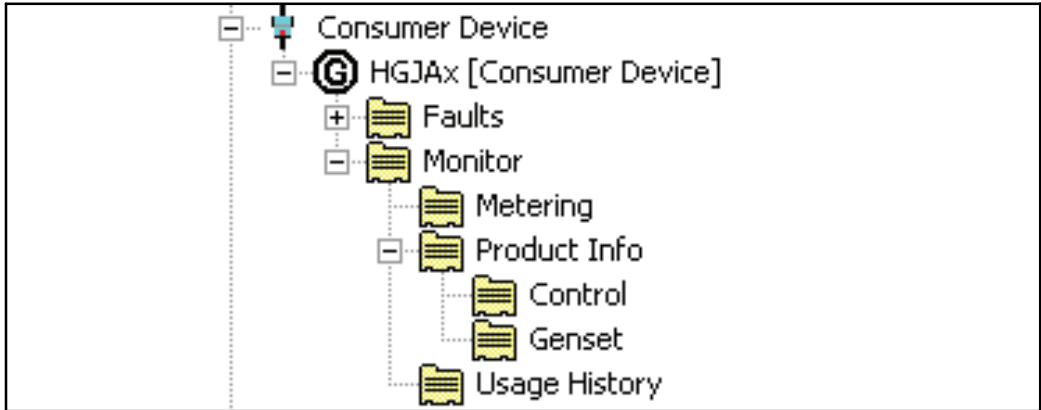 Consumer Device
G HGJAx [Consumer Device]
Faults
Monitor
Metering
Product Info
Control
Genset
Usage History